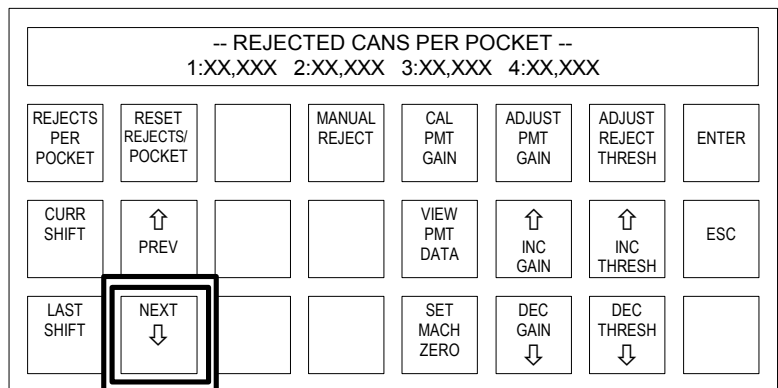 -- REJECTED CANS PER POCKET --
1:XX,XXX 2:XX,XXX 3:XX,XXX 4:XX,XXX
REJECTS
PER
POCKET
RESET
REJECTS/
POCKET
MANUAL
REJECT
CAL
PMT
GAIN
ADJUST
PMT
GAIN
ADJUST
REJECT
THRESH
ENTER
CURR
SHIFT
⇧
PREV
VIEW
PMT
DATA
⇧
INC
GAIN
⇧
INC
THRESH
ESC
LAST
SHIFT
NEXT
⇩
SET
MACH
ZERO
DEC
GAIN
⇩
DEC
THRESH
⇩